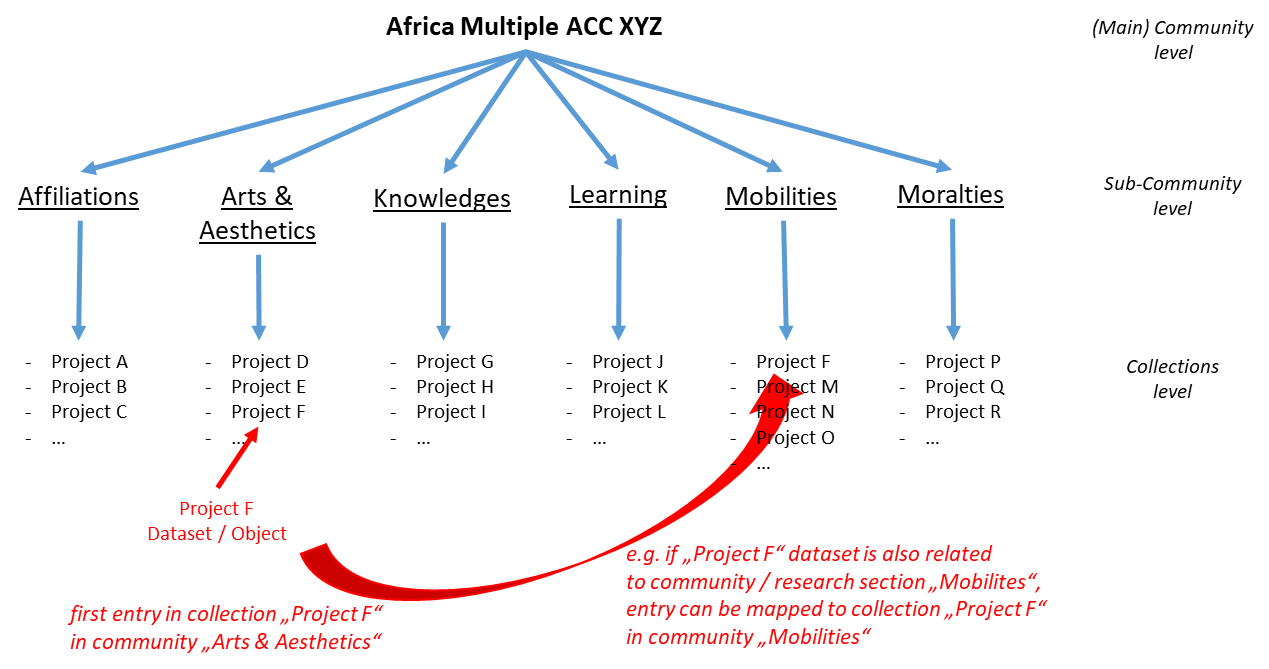 Africa Multiple ACC XYZ
(Main) Community
level
Affiliations
Arts &
Aesthetics
Knowledges
Learning
Mobilities
Moralties
Sub-Community
level
- Project A
- Project B
- Project C
- ...
- Project D
- Project E
- Project F
- ...
- Project G
- Project H
- Project I
- ...
- Project J
- Project K
- Project L
- ...
- Project F
- Project M
- Project N
- Project O
- ...
- Project P
- Project Q
- Project R
- ...
Collections
level
Project F
Dataset / Object
first entry in collection „Project F“
in community „Arts & Aesthetics“
e.g. if „Project F“ dataset is also related
to community / research section „Mobilites“,
entry can be mapped to collection „Project F“
in community „Mobilities“